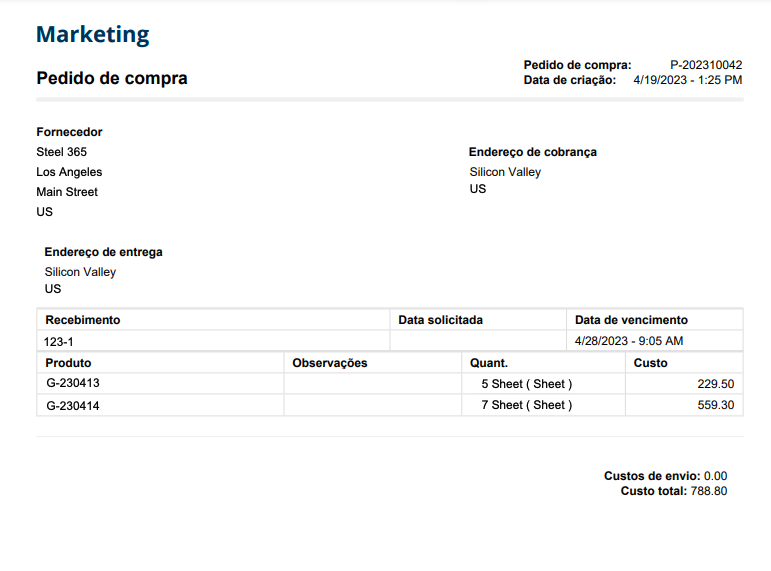 Marketing
Pedido de compra
Pedido de compra: P-202310042
Data de criação: 4/19/2023 - 1:25 PM
Fornecedor
Steel 365
Los Angeles
Main Street
US
Endereço de cobrança
Silicon Valley
US
Endereço de entrega
Silicon Valley
US
Recebimento Data solicitada Data de vencimento
123-1 4/28/2023 - 9:05 AM
Produto Observações Quant. Custo
G-230413 5 Sheet ( Sheet ) 229.50
G-230414 7 Sheet ( Sheet ) 559.30
Custos de envio: 0.00
Custo total: 788.80